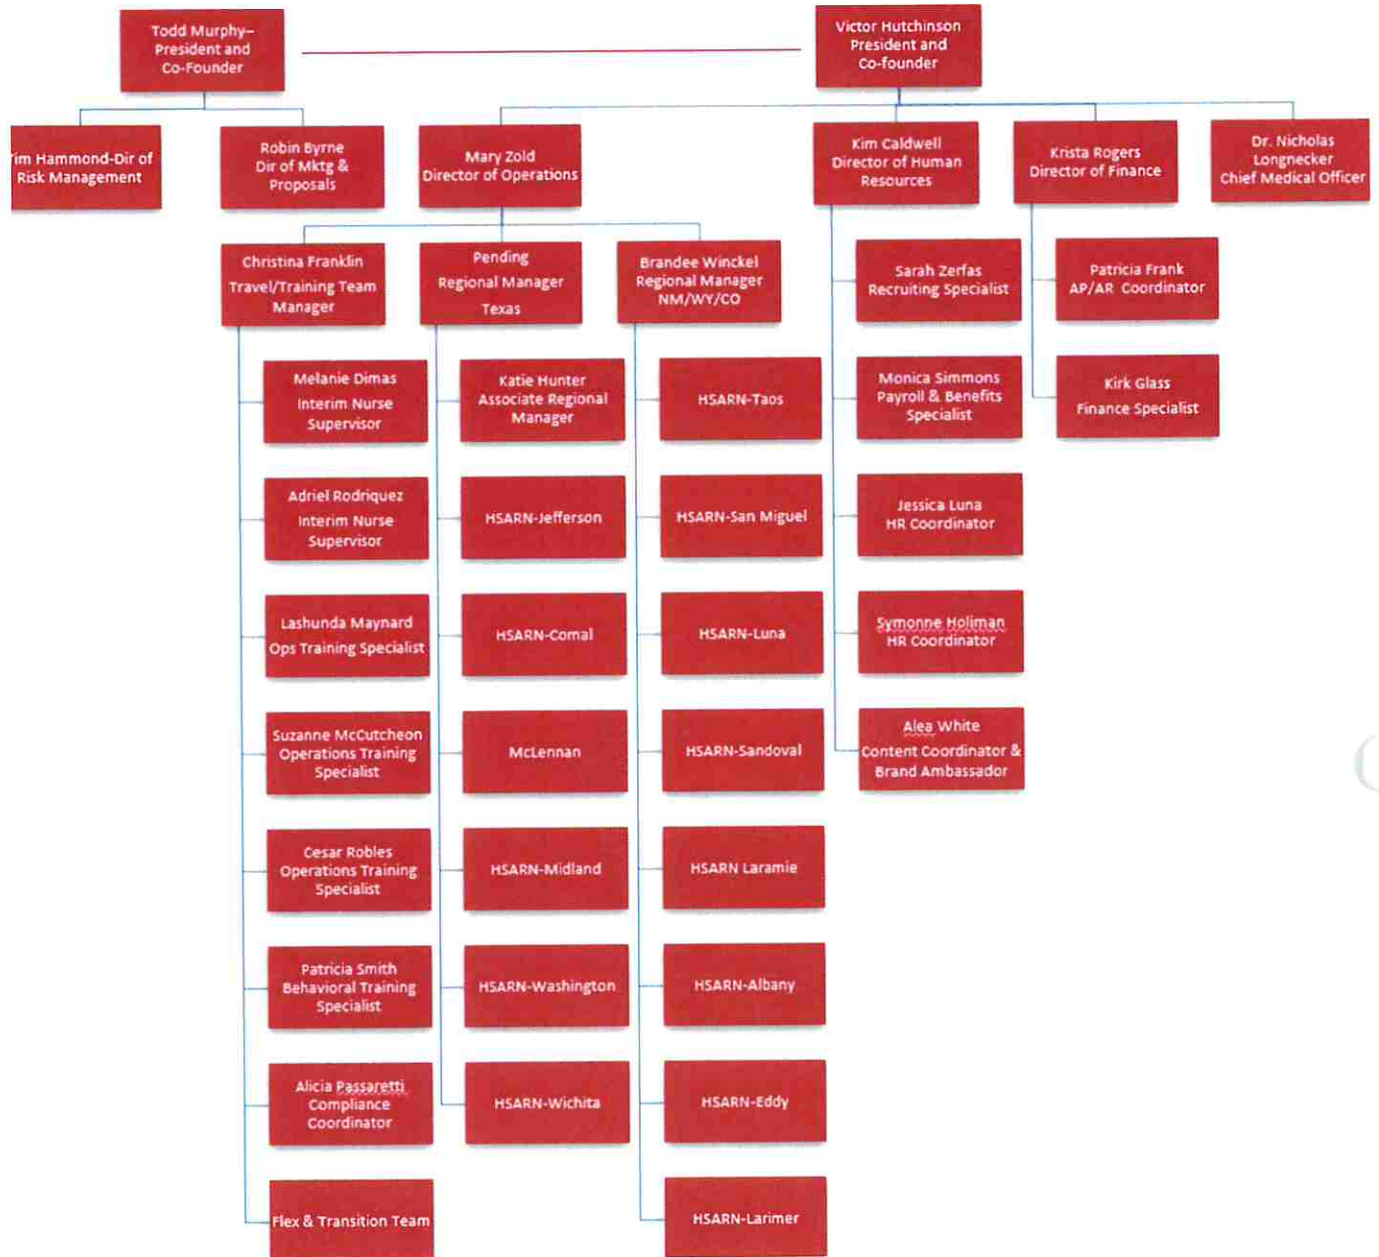 Todd Murphy–
President and
Co-Founder
Victor Hutchinson
President and
Co-founder
im Hammond-Dir of
Risk Management
Robin Byrne
Dir of Mktg &
Proposals
Mary Zold
Director of Operations
Kim Caldwell
Director of Human
Resources
Krista Rogers
Director of Finance
Dr. Nicholas
Longnecker
Chief Medical Officer
Christina Franklin
Travel/Training Team
Manager
Pending
Regional Manager
Texas
Brandee Winckel
Regional Manager
NM/WY/CO
Sarah Zerfas
Recruiting Specialist
Patricia Frank
AP/AR Coordinator
Melanie Dimas
Interim Nurse
Supervisor
Katie Hunter
Associate Regional
Manager
HSARN-Taos
Monica Simmons
Payroll & Benefits
Specialist
Kirk Glass
Finance Specialist
Adriel Rodriquez
Interim Nurse
Supervisor
HSARN-Jefferson
HSARN-San Miguel
Jessica Luna
HR Coordinator
Lashunda Maynard
Ops Training Specialist
HSARN-Comal
HSARN-Luna
Symonne Holiman
HR Coordinator
Suzanne McCutcheon
Operations Training
Specialist
McLennan
HSARN-Sandoval
Alea White
Content Coordinator &
Brand Ambassador
Cesar Robles
Operations Training
Specialist
HSARN-Midland
HSARN Laramie
Patricia Smith
Behavioral Training
Specialist
HSARN-Washington
HSARN-Albany
Alicia Passaretti
Compliance
Coordinator
HSARN-Wichita
HSARN-Eddy
Flex & Transition Team
HSARN-Larimer